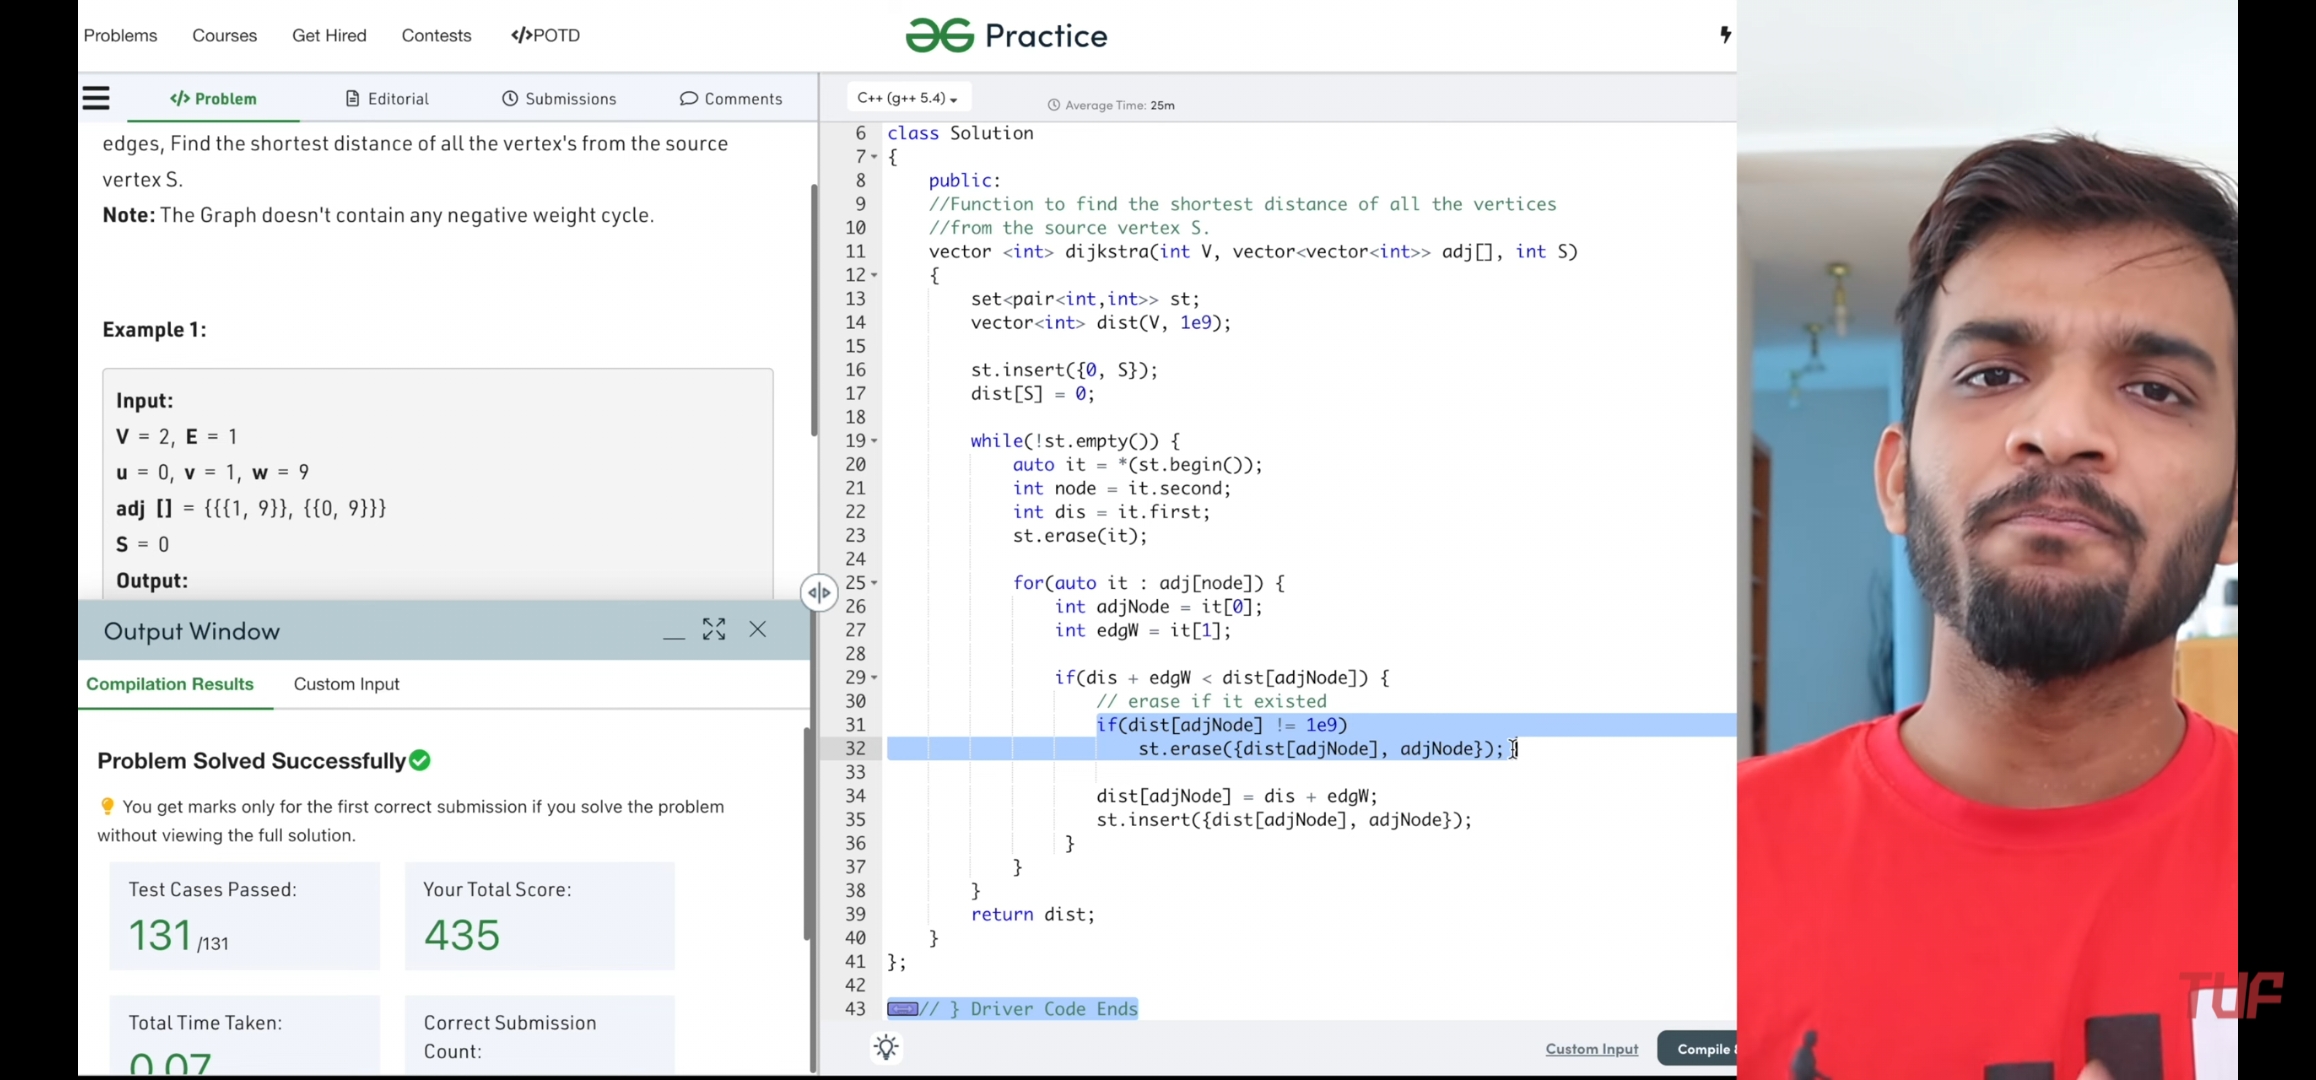 Problems Courses Get Hired Contests </>POTD
Practice
</> Problem Editorial Submissions Comments
edges, Find the shortest distance of all the vertex's from the source
vertex S.
Note: The Graph doesn't contain any negative weight cycle.
Example 1:
Input:
V = 2, E = 1
u = 0, v = 1, w = 9
adj [] = {{{1, 9}}, {{0, 9}}}
S = 0
Output:
Output Window
Compilation Results Custom Input
Problem Solved Successfully
You get marks only for the first correct submission if you solve the problem
without viewing the full solution.
Test Cases Passed:
131 /131
Your Total Score:
435
Total Time Taken:
0.07
Correct Submission
Count:
C++ (g++ 5.4)
Average Time: 25m
6 class Solution
7 {
8 public:
9 //Function to find the shortest distance of all the vertices
10 //from the source vertex S.
11 vector <int> dijkstra(int V, vector<vector<int>> adj[], int S)
12 {
13 set<pair<int,int>> st;
14 vector<int> dist(V, 1e9);
15
16 st.insert({0, S});
17 dist[S] = 0;
18
19 while(!st.empty()) {
20 auto it = *(st.begin());
21 int node = it.second;
22 int dis = it.first;
23 st.erase(it);
24
25 for(auto it : adj[node]) {
26 int adjNode = it[0];
27 int edgW = it[1];
28
29 if(dis + edgW < dist[adjNode]) {
30 // erase if it existed
31 if(dist[adjNode] != 1e9)
32 st.erase({dist[adjNode], adjNode});
33
34 dist[adjNode] = dis + edgW;
35 st.insert({dist[adjNode], adjNode});
36 }
37 }
38 }
39 return dist;
40 }
41 };
42
43 // } Driver Code Ends
Custom Input Compile
TUF